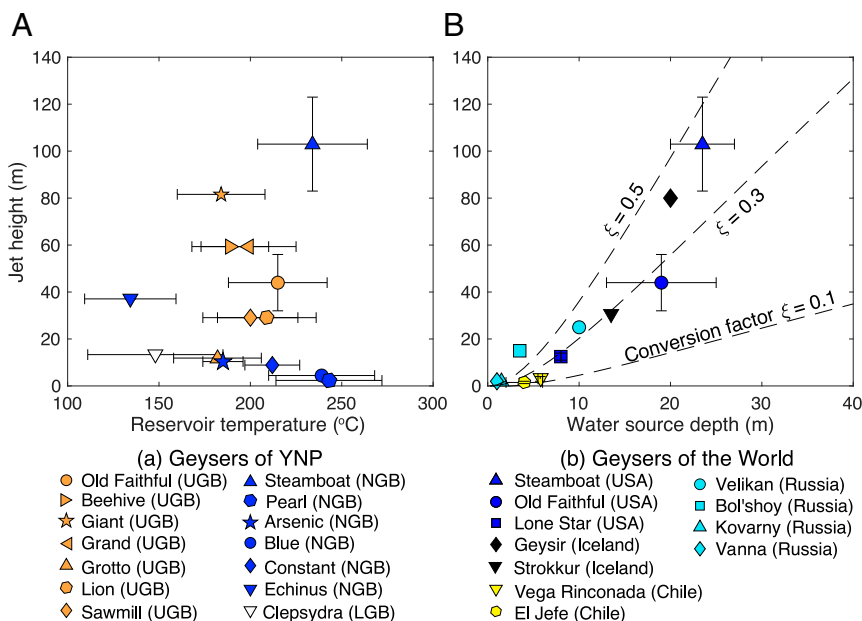 A
B
Jet height (m)
140
120
100
80
60
40
20
0
100
150
200
250
300
Reservoir temperature (°C)
140
120
100
80
60
40
20
0
0
10
20
30
40
Water source depth (m)
ξ = 0.5
ξ = 0.3
Conversion factor ξ = 0.1
(a) Geysers of YNP
Old Faithful (UGB)
Beehive (UGB)
Giant (UGB)
Grand (UGB)
Grotto (UGB)
Lion (UGB)
Sawmill (UGB)
Steamboat (NGB)
Pearl (NGB)
Arsenic (NGB)
Blue (NGB)
Constant (NGB)
Echinus (NGB)
Clepsydra (LGB)
(b) Geysers of the World
Steamboat (USA)
Old Faithful (USA)
Lone Star (USA)
Geysir (Iceland)
Strokkur (Iceland)
Vega Rinconada (Chile)
El Jefe (Chile)
Velikan (Russia)
Bol'shoy (Russia)
Kovarny (Russia)
Vanna (Russia)